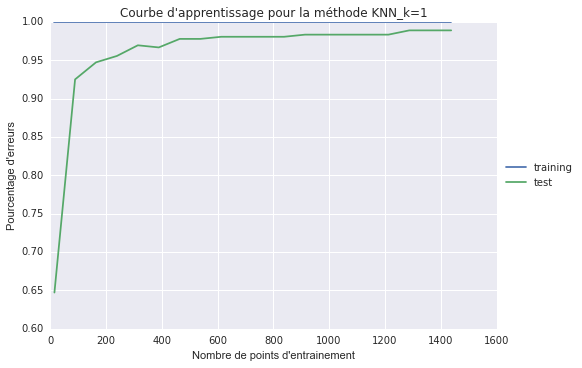 Courbe d'apprentissage pour la méthode KNN_k=1
1.00
0.95
0.90
0.85
0.80
0.75
0.70
0.65
0.60
Pourcentage d'erreurs
0 200 400 600 800 1000 1200 1400 1600
Nombre de points d'entrainement
training
test